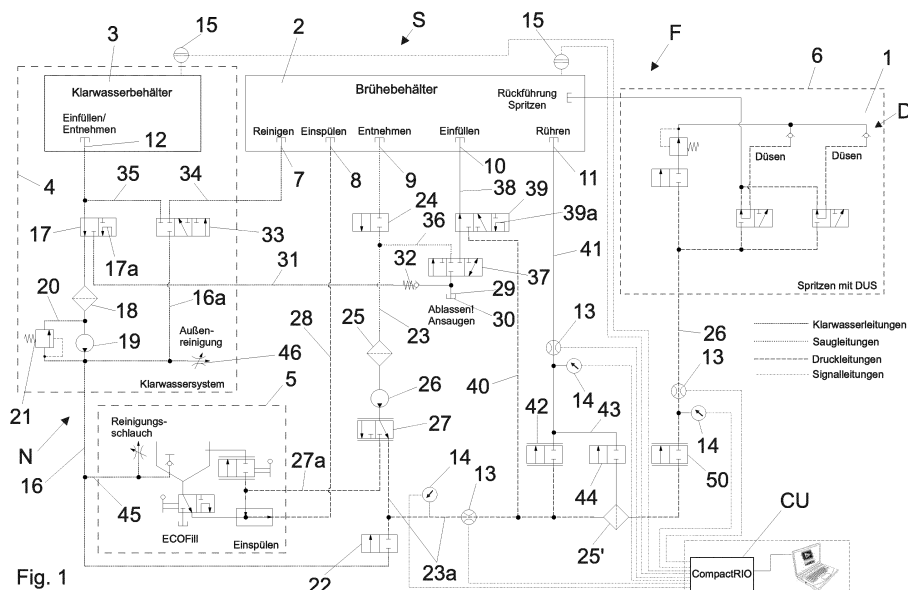 3
15
S
2
15
F
6
1
D
Klarwasserbehälter
Einfüllen/
Entnehmen
12
Brühebehälter
Rückführung
Spritzen
Reinigen
Einspülen
Entnehmen
Einfüllen
Rühren
7
8
9
10
11
Düsen
Düsen
4
35
34
24
38
39
39a
36
17
17a
33
31
32
37
41
29
30
Ablassen/
Ansaugen
Spritzen mit DUS
20
18
16a
28
25
23
13
26
19
Außen-
reinigung
46
Klarwassersystem
21
5
26
40
14
13
Klarwasserleitungen
Saugleitungen
Druckleitungen
Signalleitungen
N
Reinigungs-
schlauch
27
27a
42
43
14
44
50
16
45
14
13
ECOFill
Einspülen
22
23a
25'
CU
CompactRIO
Fig. 1